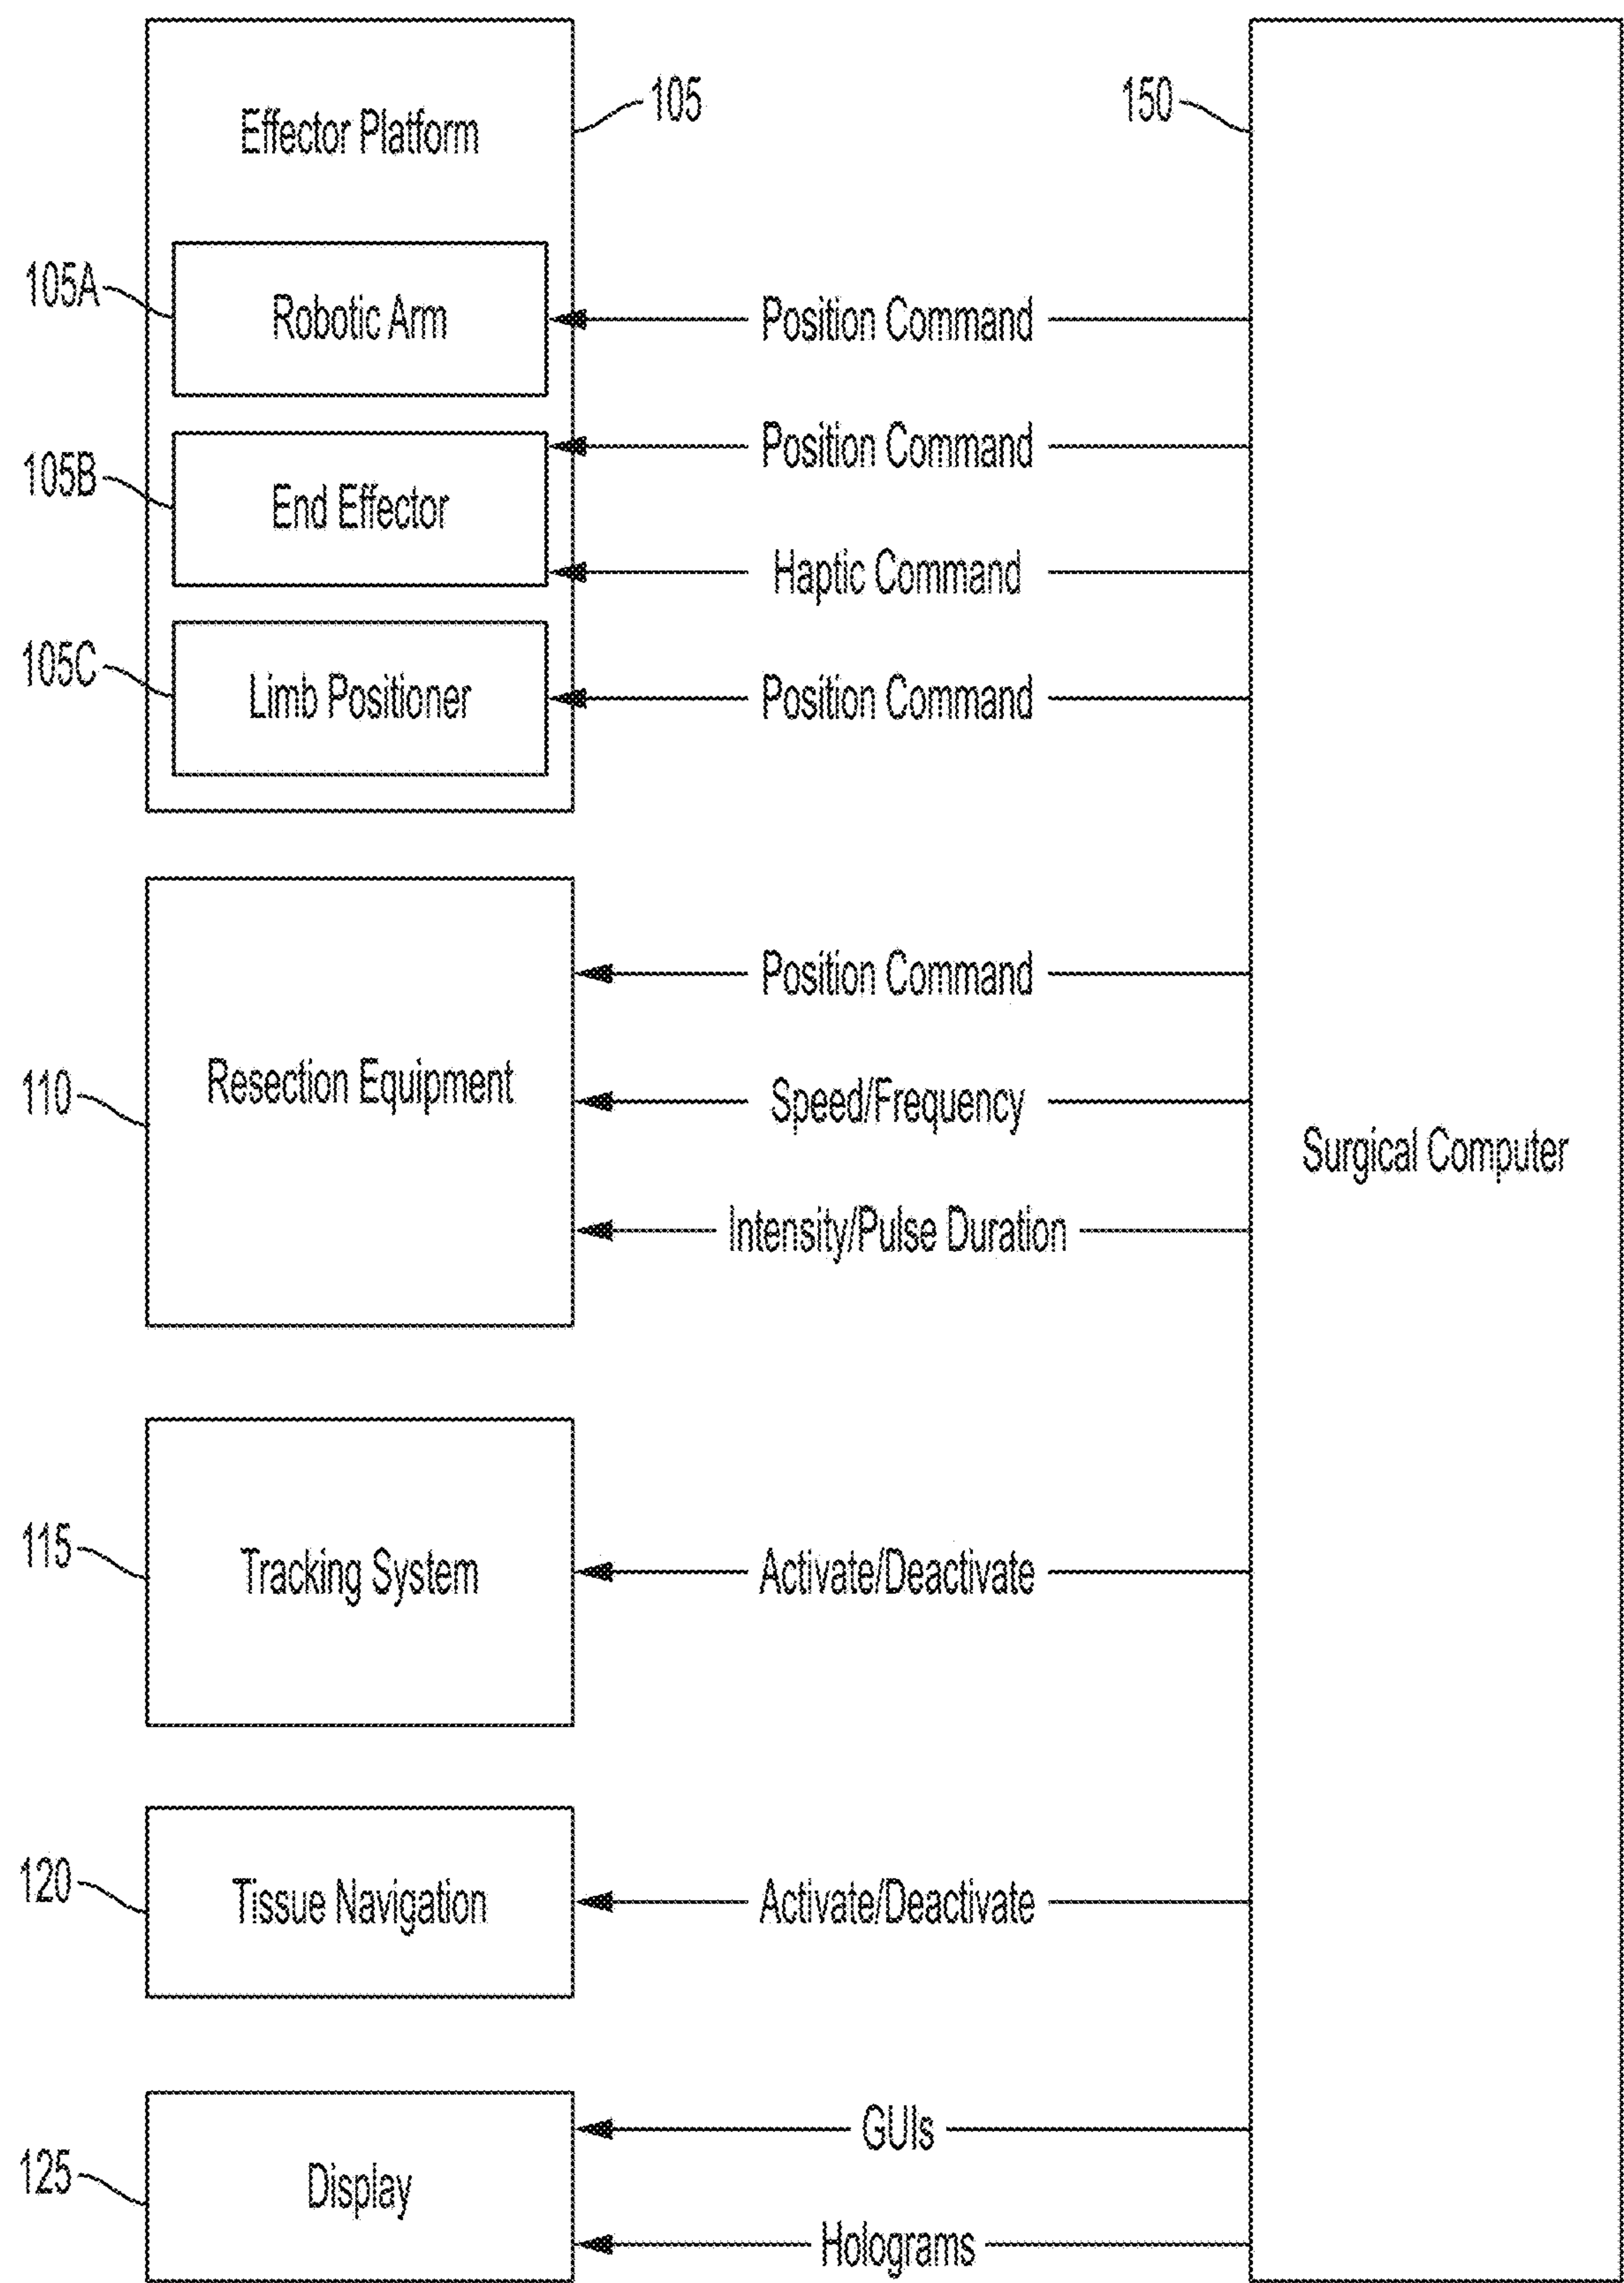 Effector Platform
105
150
105A
Robotic Arm
Position Command
Position Command
105B
End Effector
Haptic Command
105C
Limb Positioner
Position Command
Position Command
110
Resection Equipment
Speed/Frequency
Surgical Computer
Intensity/Pulse Duration
115
Tracking System
Activate/Deactivate
120
Tissue Navigation
Activate/Deactivate
GUIs
125
Display
Holograms